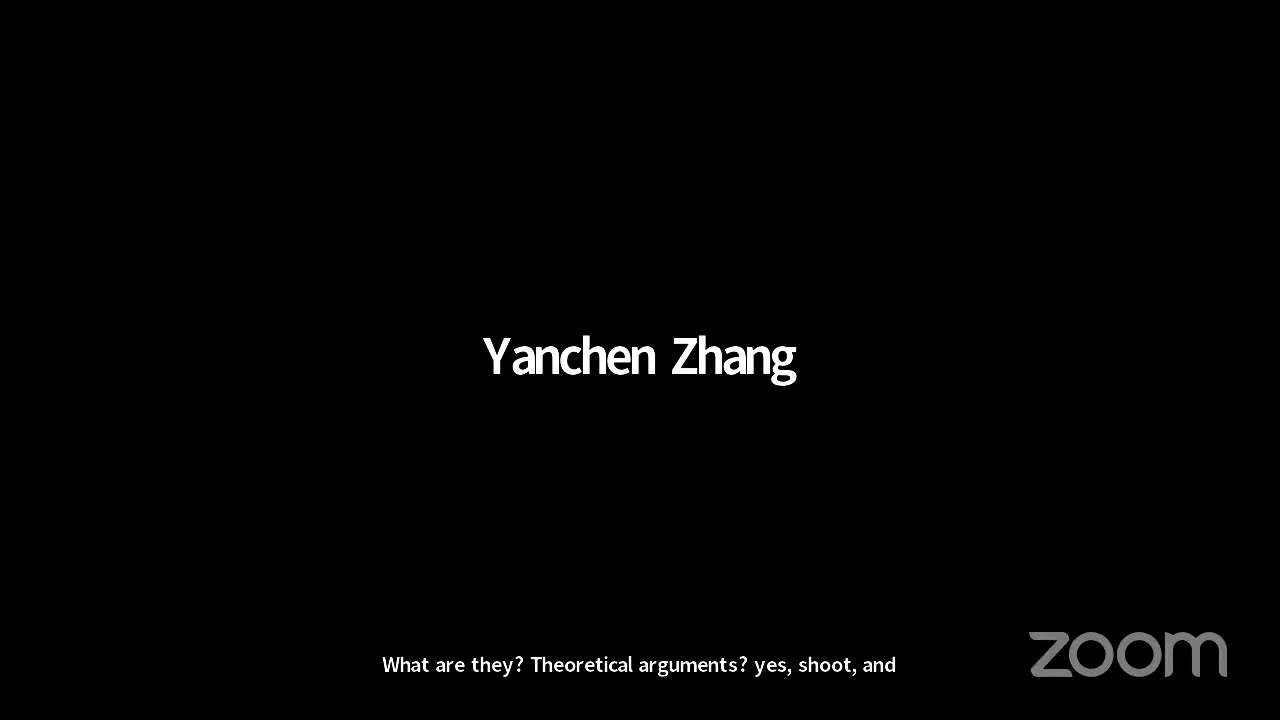 Yanchen Zhang
What are they? Theoretical arguments? yes, shoot, and
zoom